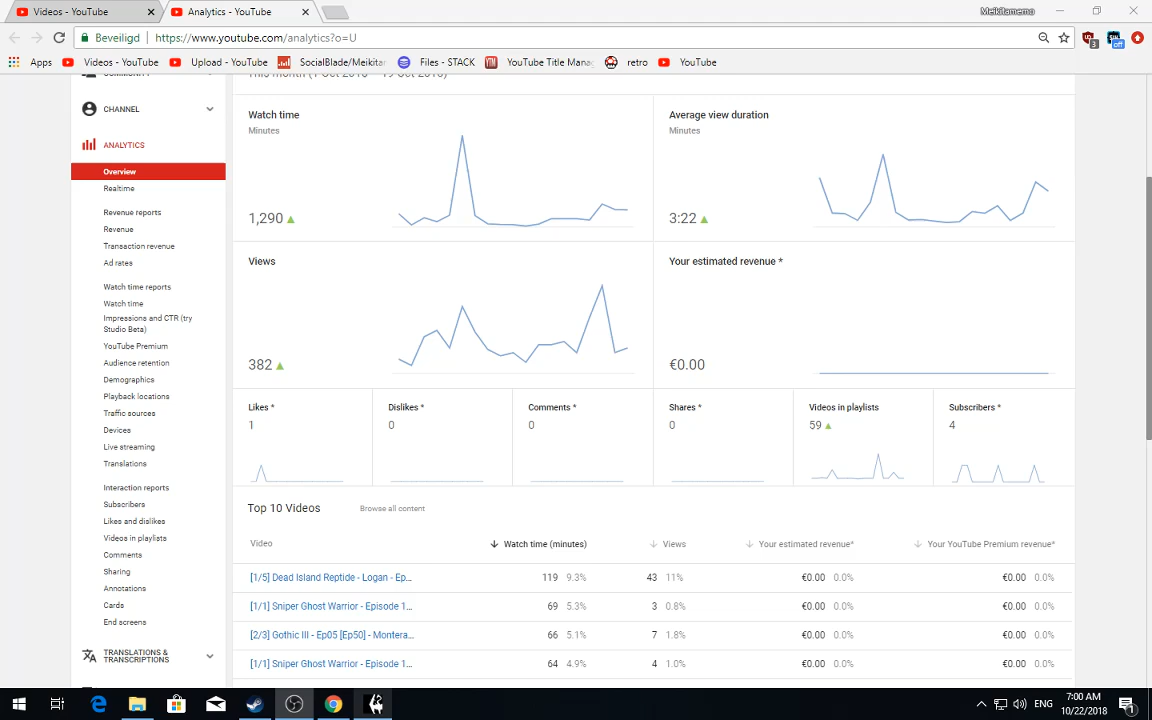 Videos - YouTube
Analytics - YouTube
Meikitamemo
Beveiligd
https://www.youtube.com/analytics?o=U
3
off
Apps
Videos - YouTube
Upload - YouTube
SocialBlade/Meikitar
Files - STACK
YouTube Title Mana
retro
YouTube
CHANNEL
ANALYTICS
Overview
Realtime
Revenue reports
Revenue
Transaction revenue
Ad rates
Watch time reports
Watch time
Impressions and CTR (try
Studio Beta)
YouTube Premium
Audience retention
Demographics
Playback locations
Traffic sources
Devices
Live streaming
Translations
Interaction reports
Subscribers
Likes and dislikes
Videos in playlists
Comments
Sharing
Annotations
Cards
End screens
TRANSLATIONS &
TRANSCRIPTIONS
Watch time
Minutes
1,290
Average view duration
Minutes
3:22
Views
382
Your estimated revenue *
€0.00
Likes *
1
Dislikes *
0
Comments *
0
Shares *
0
Videos in playlists
59
Subscribers *
4
Top 10 Videos
Browse all content
Video
Watch time (minutes)
Views
Your estimated revenue*
Your YouTube Premium revenue*
[1/5] Dead Island Reptide - Logan - Ep... 119 9.3% 43 11% €0.00 0.0% €0.00 0.0%
[1/1] Sniper Ghost Warrior - Episode 1... 69 5.3% 3 0.8% €0.00 0.0% €0.00 0.0%
[2/3] Gothic III - Ep05 [Ep50] - Montera... 66 5.1% 7 1.8% €0.00 0.0% €0.00 0.0%
[1/1] Sniper Ghost Warrior - Episode 1... 64 4.9% 4 1.0% €0.00 0.0% €0.00 0.0%
ENG
7:00 AM
10/22/2018
1